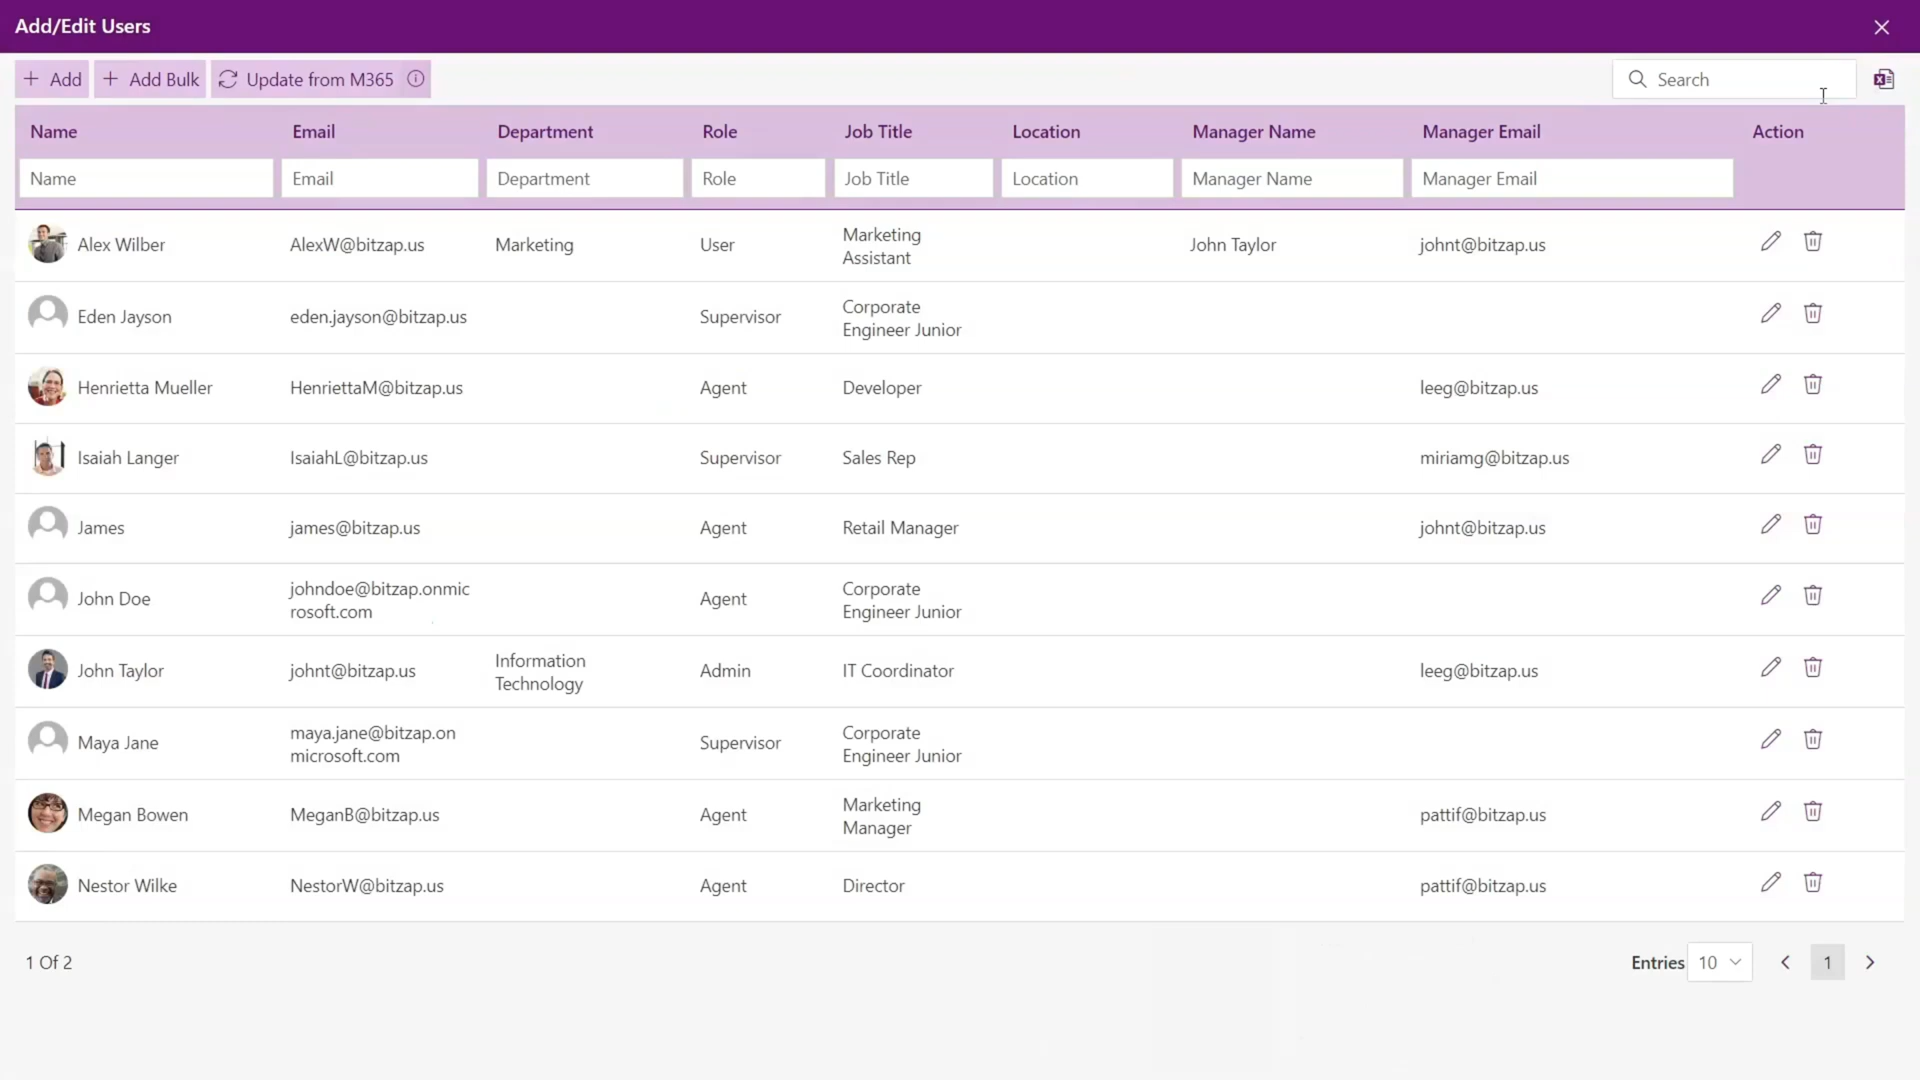 Add/Edit Users
Add
Add Bulk
Update from M365
Search
Name Email Department Role Job Title Location Manager Name Manager Email Action
Name Email Department Role Job Title Location Manager Name Manager Email
Alex Wilber AlexW@bitzap.us Marketing User Marketing John Taylor johnt@bitzap.us
Assistant
Eden Jayson eden.jayson@bitzap.us Supervisor Corporate
Engineer Junior
Henrietta Mueller HenriettaM@bitzap.us Agent Developer leeg@bitzap.us
Isaiah Langer IsaiahL@bitzap.us Supervisor Sales Rep miriamg@bitzap.us
James james@bitzap.us Agent Retail Manager johnt@bitzap.us
John Doe johndoe@bitzap.onmic Agent Corporate
rosoft.com Engineer Junior
John Taylor johnt@bitzap.us Information Admin IT Coordinator leeg@bitzap.us
Technology
Maya Jane maya.jane@bitzap.on Supervisor Corporate
microsoft.com Engineer Junior
Megan Bowen MeganB@bitzap.us Agent Marketing pattif@bitzap.us
Manager
Nestor Wilke NestorW@bitzap.us Agent Director pattif@bitzap.us
1 Of 2
Entries 10 1